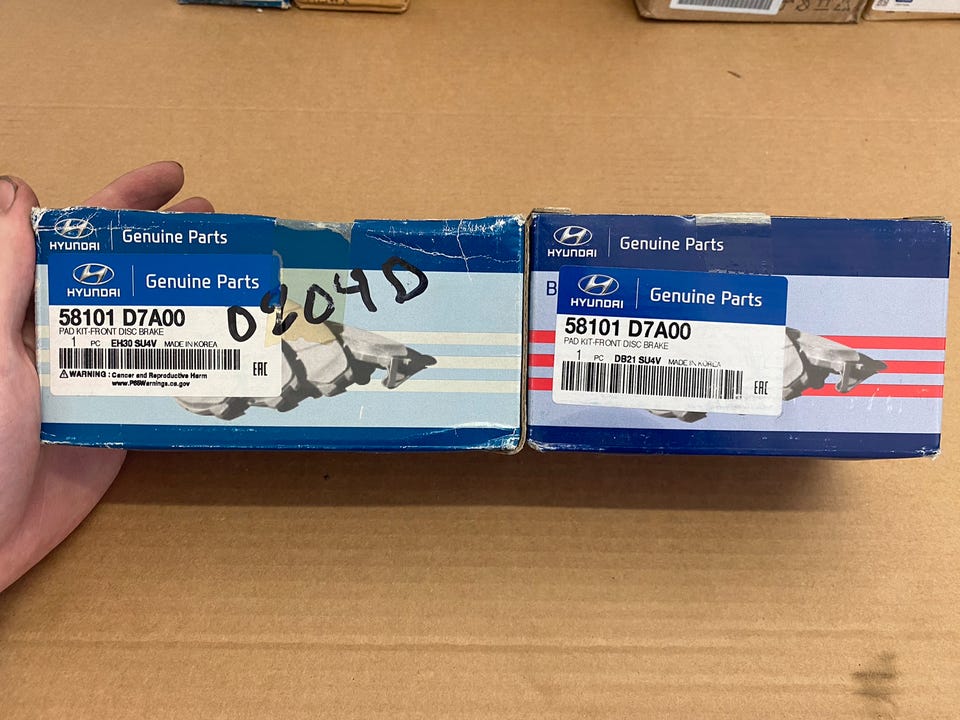 HYUNDAI Genuine Parts
HYUNDAI Genuine Parts
58101 D7A00
PAD KIT-FRONT DISC BRAKE
1 PC EH30 SU4V MADE IN KOREA
WARNING : Cancer and Reproductive Harm
www.P65Warnings.ca.gov
EAC
0204D
HYUNDAI Genuine Parts
B
HYUNDAI Genuine Parts
58101 D7A00
PAD KIT-FRONT DISC BRAKE
1 PC DB21 SU4V MADE IN KOREA
EAC